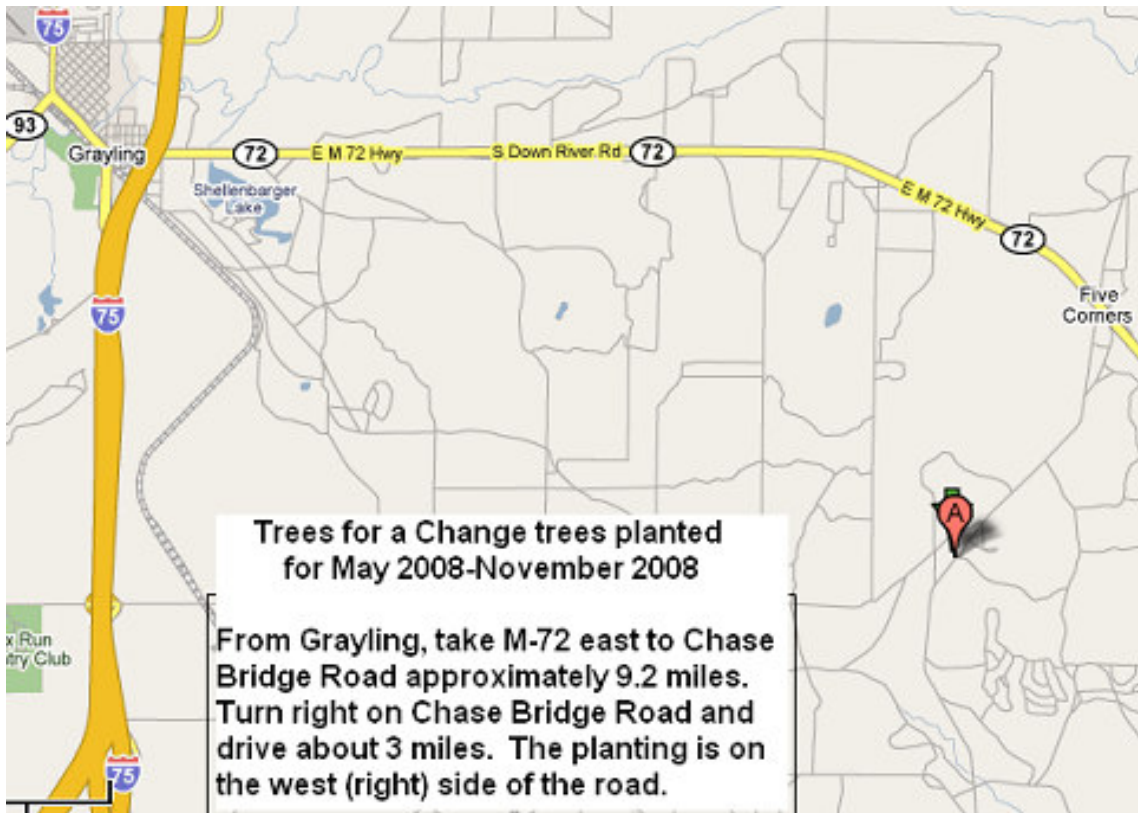 75
93
Grayling
72
E M 72 Hwy
S Down River Rd
72
E M 72 Hwy
72
Shellenbarger
Lake
Five
Corners
75
A
Trees for a Change trees planted
for May 2008-November 2008
x Run
try Club
From Grayling, take M-72 east to Chase
Bridge Road approximately 9.2 miles.
Turn right on Chase Bridge Road and
drive about 3 miles. The planting is on
the west (right) side of the road.
75